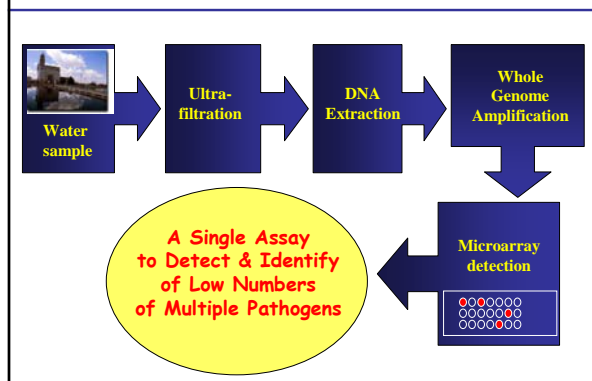 Water
sample
Ultra-
filtration
DNA
Extraction
Whole
Genome
Amplification
Microarray
detection
A Single Assay
to Detect & Identify
of Low Numbers
of Multiple Pathogens